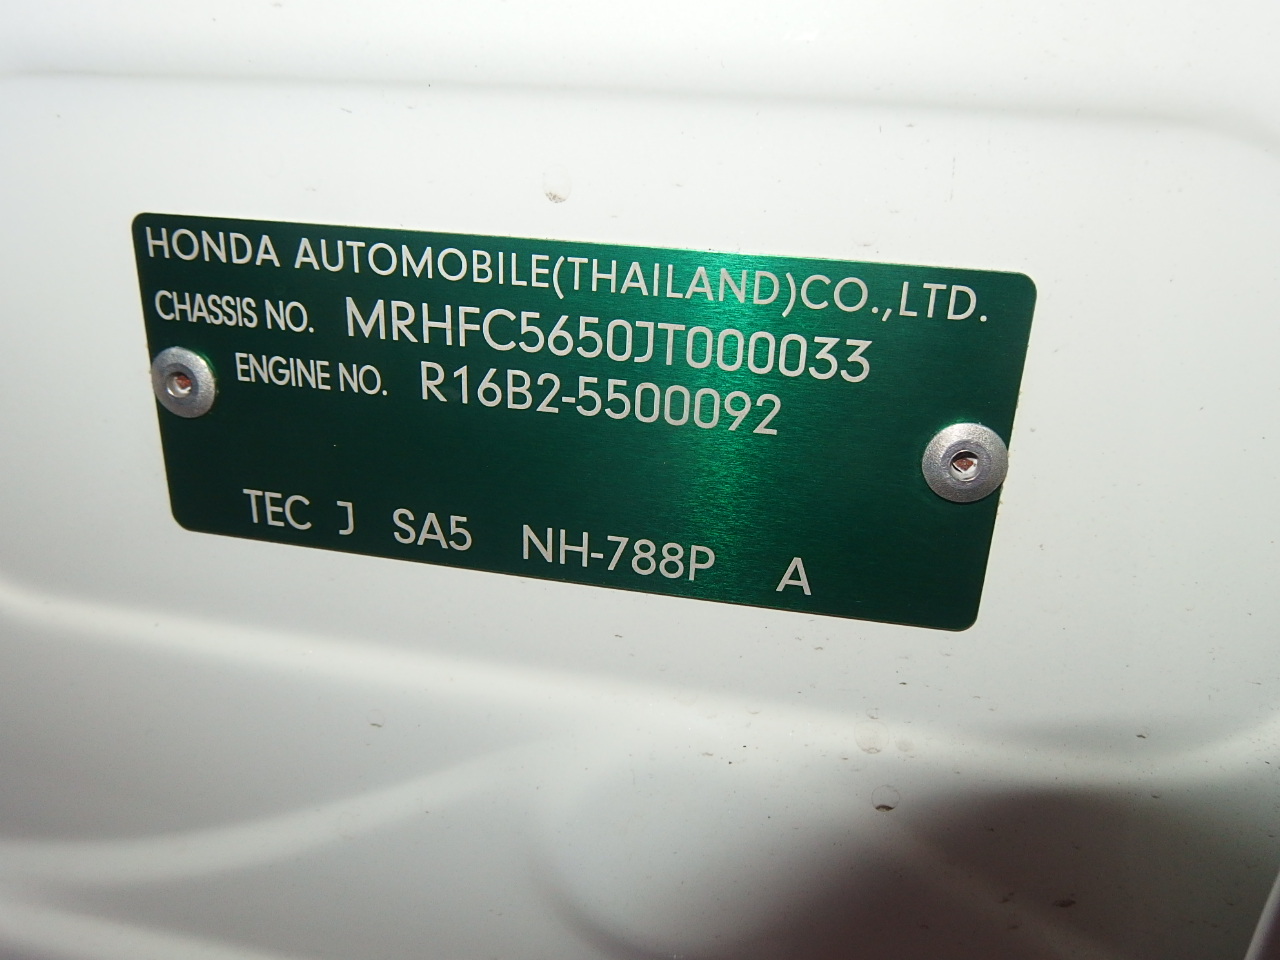 HONDA AUTOMOBILE(THAILAND)CO.,LTD.
CHASSIS NO. MRHFC5650JT000033
ENGINE NO. R16B2-5500092
TEC J SA5 NH-788P A